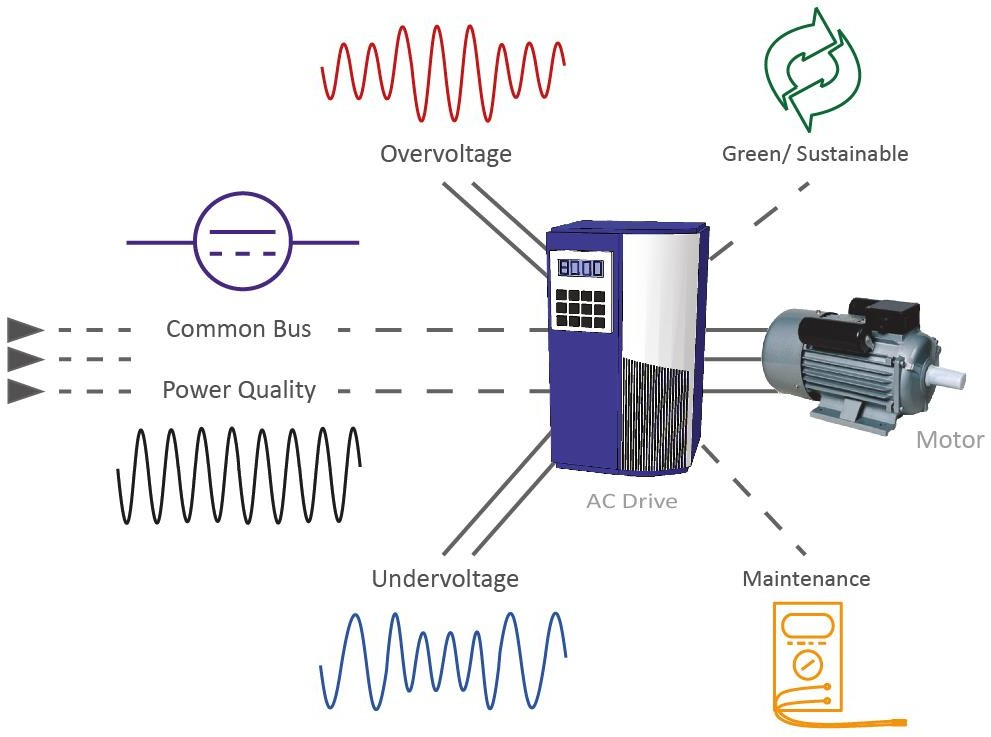 Overvoltage
Green/ Sustainable
8000
Common Bus
Power Quality
Motor
AC Drive
Undervoltage
Maintenance